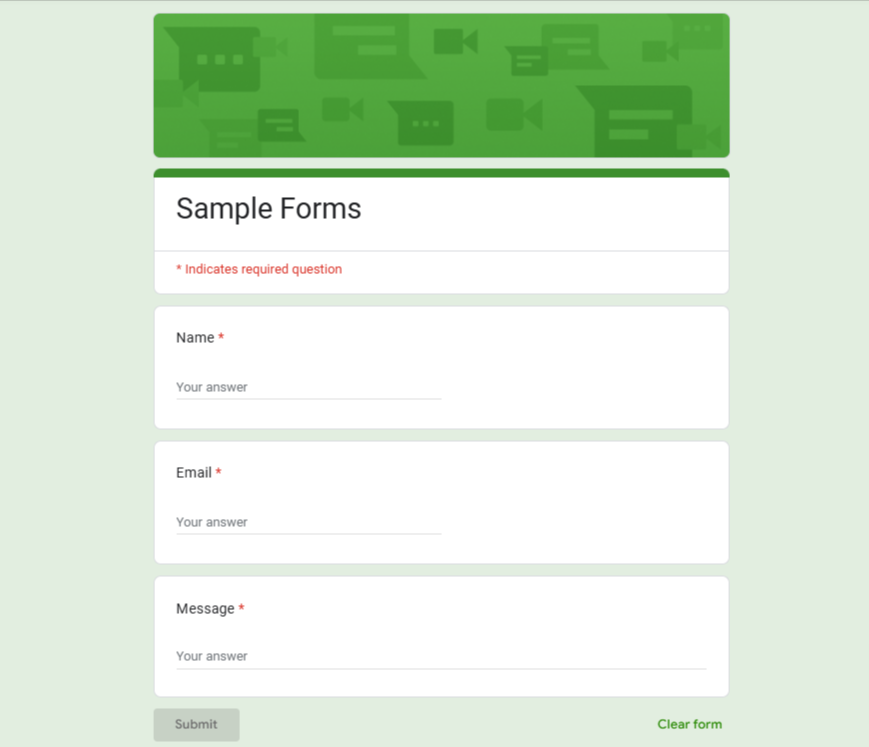 Sample Forms
* Indicates required question
Name *
Your answer
Email *
Your answer
Message *
Your answer
Submit
Clear form